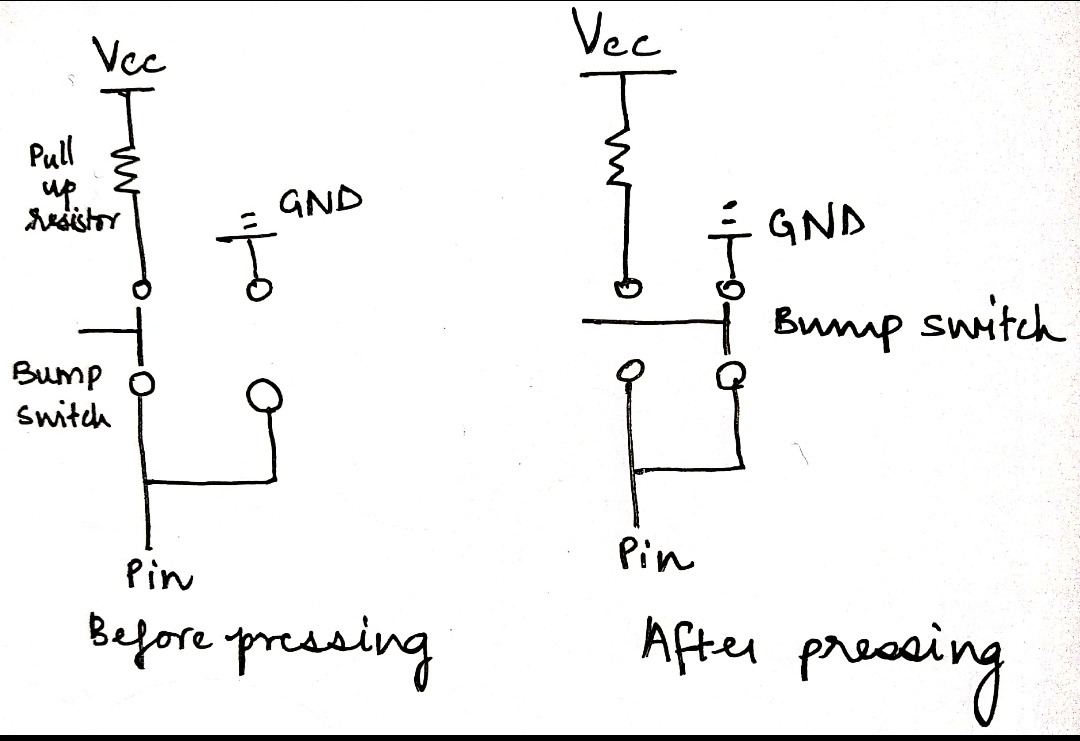 Vcc
Pull
up
resistor
GND
Bump
switch
Pin
Before pressing
Vcc
GND
Bump switch
Pin
After pressing